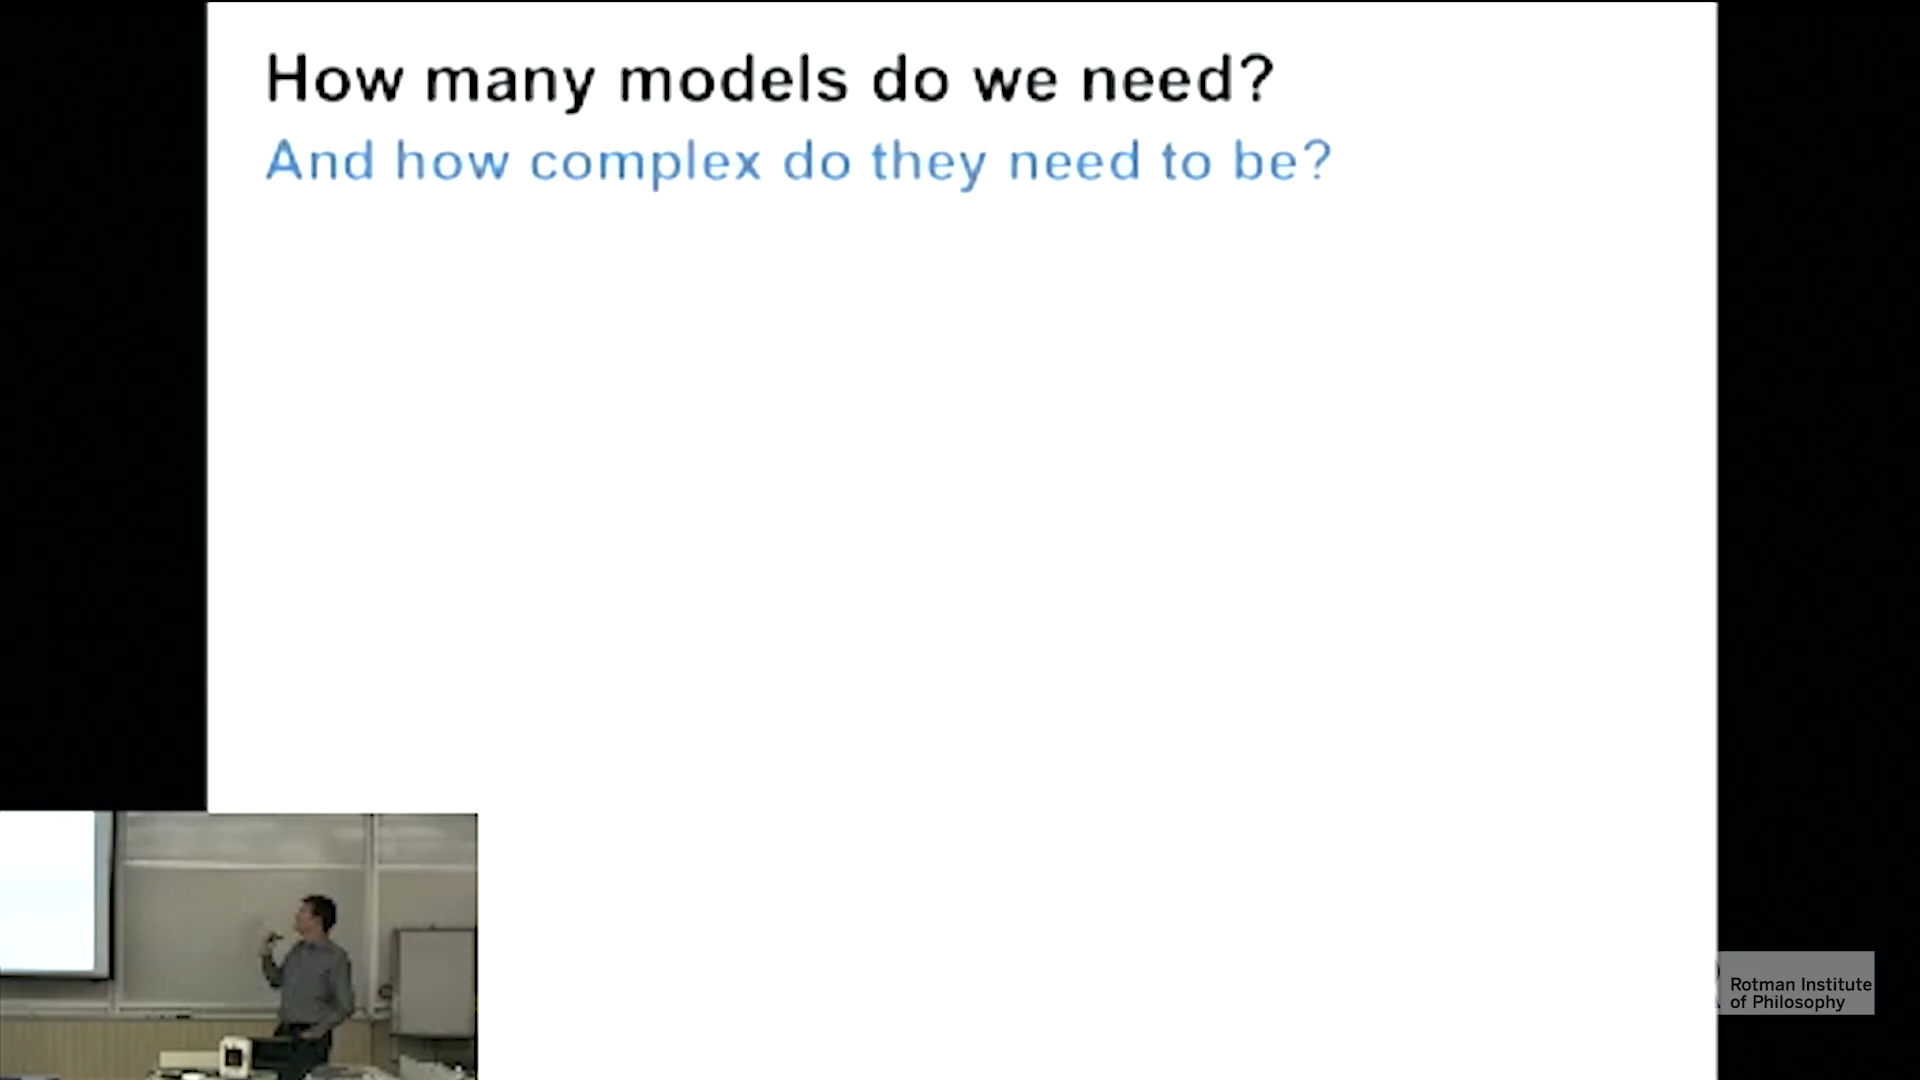 How many models do we need?
And how complex do they need to be?
Rotman Institute
of Philosophy